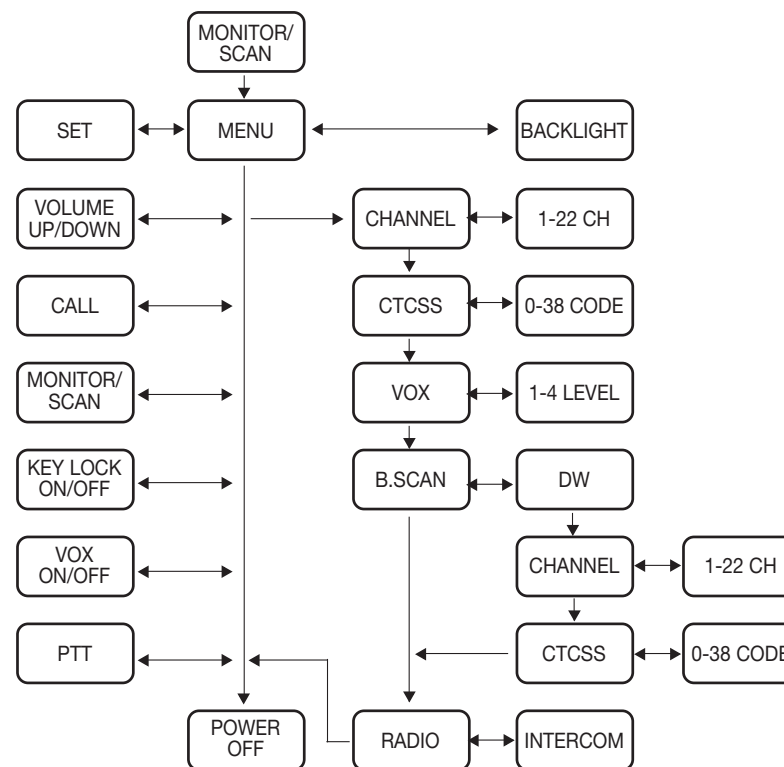 MONITOR/
SCAN
SET
MENU
BACKLIGHT
VOLUME
UP/DOWN
CHANNEL
1-22 CH
CALL
CTCSS
0-38 CODE
MONITOR/
SCAN
VOX
1-4 LEVEL
KEY LOCK
ON/OFF
B.SCAN
DW
VOX
ON/OFF
CHANNEL
1-22 CH
PTT
CTCSS
0-38 CODE
POWER
OFF
RADIO
INTERCOM